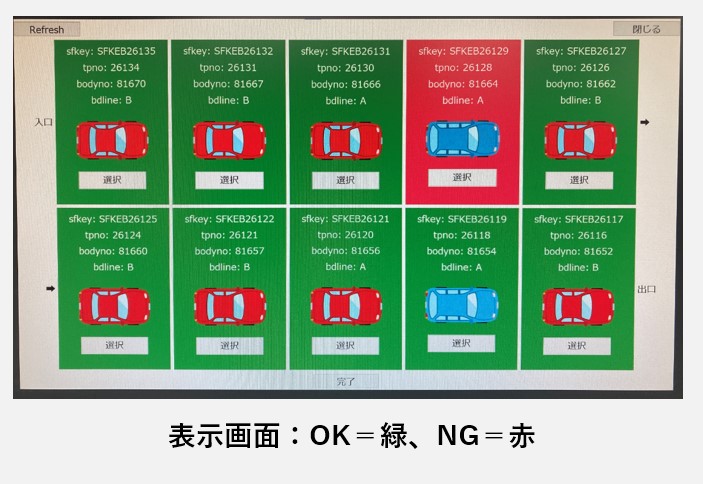 Refresh
閉じる
sfkey: SFKEB26135
tpno: 26134
bodyno: 81670
bdline: B
選択
sfkey: SFKEB26132
tpno: 26131
bodyno: 81667
bdline: B
選択
sfkey: SFKEB26131
tpno: 26130
bodyno: 81666
bdline: A
選択
sfkey: SFKEB26129
tpno: 26128
bodyno: 81664
bdline: A
選択
sfkey: SFKEB26127
tpno: 26126
bodyno: 81662
bdline: B
選択
入口
➡
➡
sfkey: SFKEB26125
tpno: 26124
bodyno: 81660
bdline: B
選択
sfkey: SFKEB26122
tpno: 26121
bodyno: 81657
bdline: B
選択
sfkey: SFKEB26121
tpno: 26120
bodyno: 81656
bdline: A
選択
sfkey: SFKEB26119
tpno: 26118
bodyno: 81654
bdline: A
選択
sfkey: SFKEB26117
tpno: 26116
bodyno: 81652
bdline: B
選択
出口
完了
表示画面：OK＝緑、NG＝赤